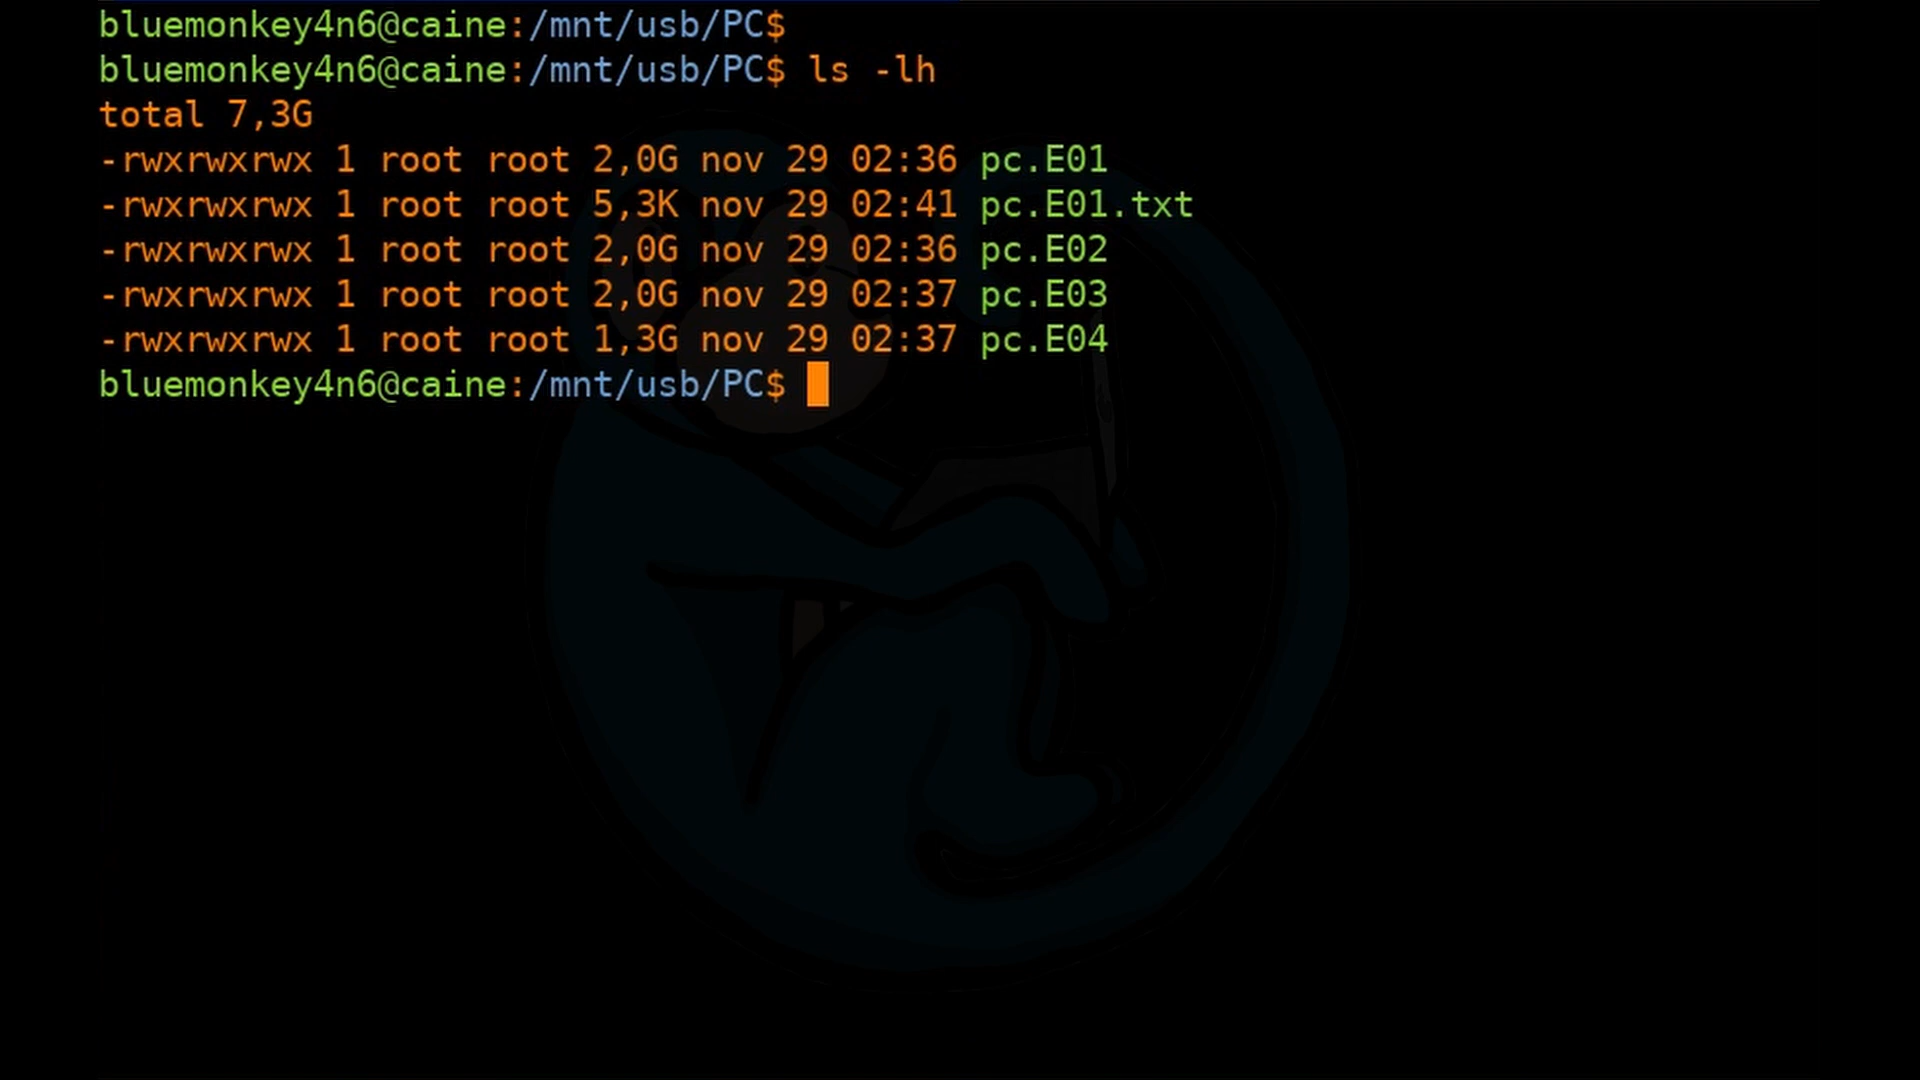 bluemonkey4n6@caine:/mnt/usb/PC$
bluemonkey4n6@caine:/mnt/usb/PC$ ls -lh
total 7,3G
-rwxrwxrwx 1 root root 2,0G nov 29 02:36 pc.E01
-rwxrwxrwx 1 root root 5,3K nov 29 02:41 pc.E01.txt
-rwxrwxrwx 1 root root 2,0G nov 29 02:36 pc.E02
-rwxrwxrwx 1 root root 2,0G nov 29 02:37 pc.E03
-rwxrwxrwx 1 root root 1,3G nov 29 02:37 pc.E04
bluemonkey4n6@caine:/mnt/usb/PC$